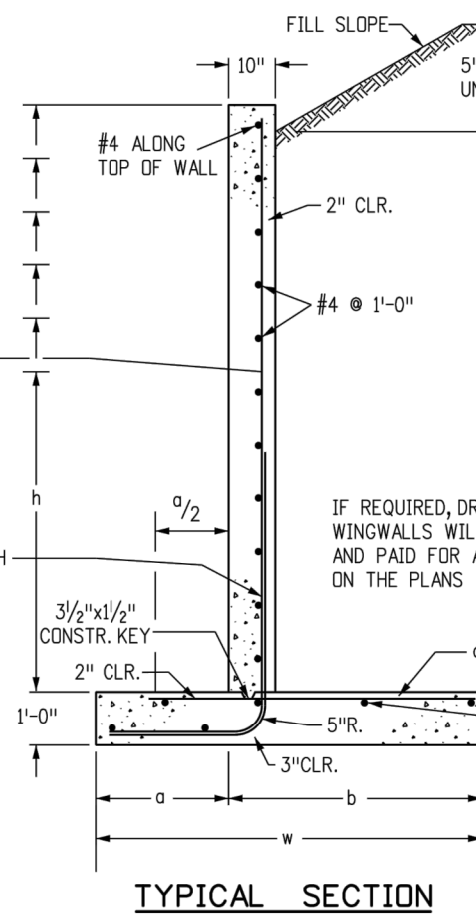 FILL SLOPE
10"
5'
UN
#4 ALONG
TOP OF WALL
2" CLR.
#4 @ 1'-0"
h
a/2
IF REQUIRED, DR
WINGWALLS WIL
AND PAID FOR A
ON THE PLANS
H
3½"x1½"
CONSTR. KEY
2" CLR.
1'-0"
5"R.
3"CLR.
a
b
w
TYPICAL SECTION